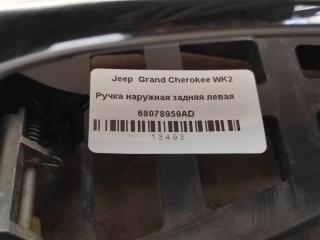 Jeep Grand Cherokee WK2
Ручка наружная задняя левая
68078959AD
13493